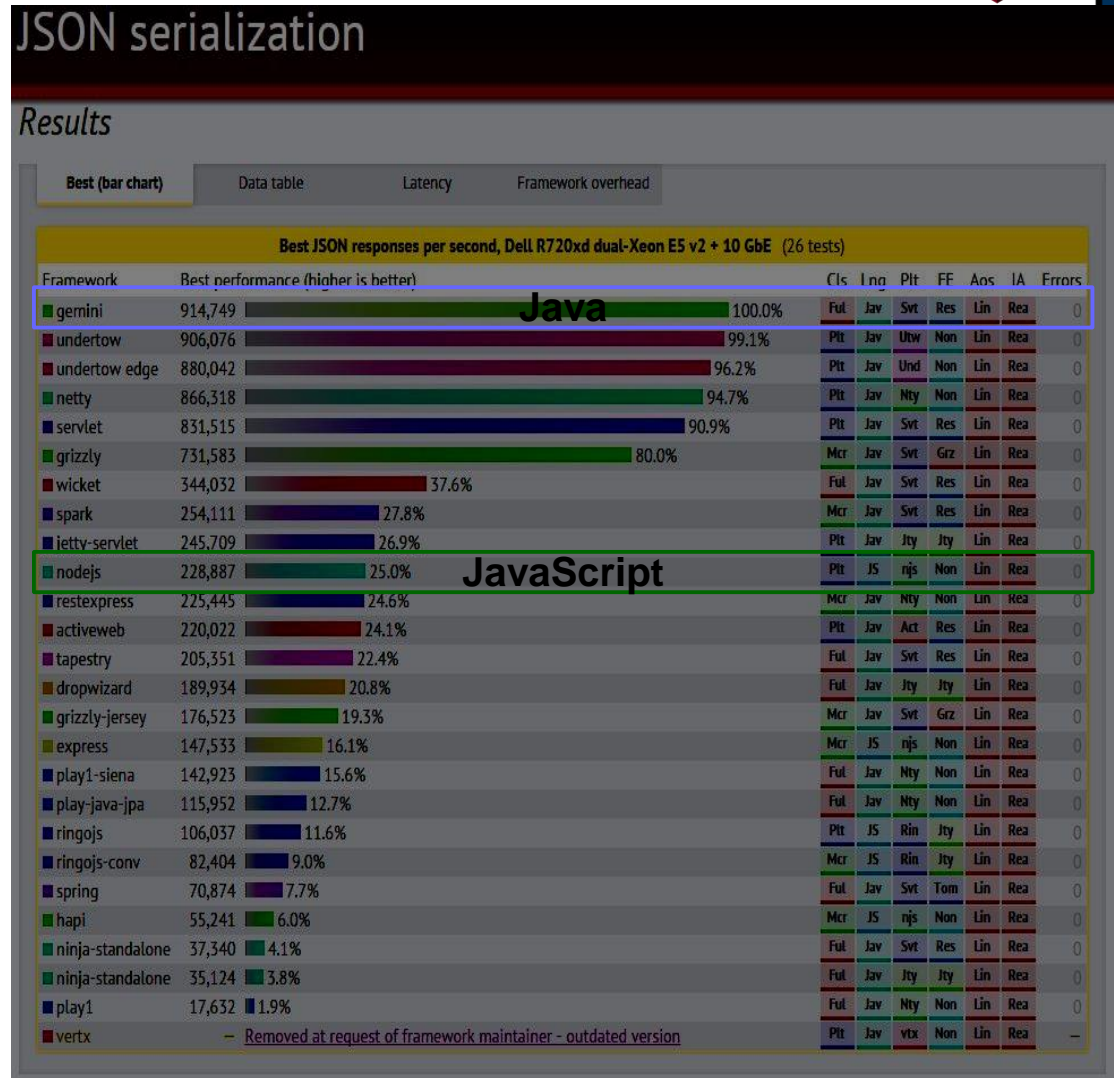 JSON serialization
Results
Best (bar chart) Data table Latency Framework overhead
Best JSON responses per second, Dell R720xd dual-Xeon E5 v2 + 10 GbE (26 tests)
Framework Best performance (higher is better) Cls Lng Plt FE Aos IA Errors
gemini 914,749 Java 100.0% Ful Jav Svt Res Lin Rea 0
undertow 906,076 99.1% Plt Jav Utw Non Lin Rea 0
undertow edge 880,042 96.2% Plt Jav Und Non Lin Rea 0
netty 866,318 94.7% Plt Jav Nty Non Lin Rea 0
servlet 831,515 90.9% Plt Jav Svt Res Lin Rea 0
grizzly 731,583 80.0% Mcr Jav Svt Grz Lin Rea 0
wicket 344,032 37.6% Ful Jav Svt Res Lin Rea 0
spark 254,111 27.8% Mcr Jav Svt Res Lin Rea 0
jetty-servlet 245,709 26.9% Plt Jav Jty Jty Lin Rea 0
nodejs 228,887 25.0% JavaScript Plt JS njs Non Lin Rea 0
restexpress 225,445 24.6% Mcr Jav Nty Non Lin Rea 0
activeweb 220,022 24.1% Plt Jav Act Res Lin Rea 0
tapestry 205,351 22.4% Ful Jav Svt Res Lin Rea 0
dropwizard 189,934 20.8% Ful Jav Jty Jty Lin Rea 0
grizzly-jersey 176,523 19.3% Mcr Jav Svt Grz Lin Rea 0
express 147,533 16.1% Mcr JS njs Non Lin Rea 0
play1-siena 142,923 15.6% Ful Jav Nty Non Lin Rea 0
play-java-jpa 115,952 12.7% Ful Jav Nty Non Lin Rea 0
ringojs 106,037 11.6% Plt JS Rin Jty Lin Rea 0
ringojs-conv 82,404 9.0% Mcr JS Rin Jty Lin Rea 0
spring 70,874 7.7% Ful Jav Svt Tom Lin Rea 0
hapi 55,241 6.0% Mcr JS njs Non Lin Rea 0
ninja-standalone 37,340 4.1% Ful Jav Svt Res Lin Rea 0
ninja-standalone 35,124 3.8% Ful Jav Jty Jty Lin Rea 0
play1 17,632 1.9% Ful Jav Nty Non Lin Rea 0
vertx – Removed at request of framework maintainer - outdated version Plt Jav vtx Non Lin Rea –